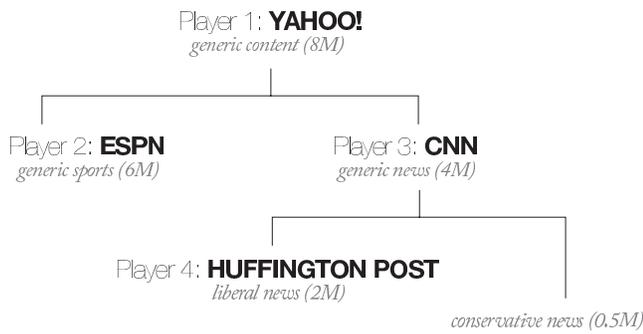 Player 1: YAHOO!
generic content (8M)
Player 2: ESPN
generic sports (6M)
Player 3: CNN
generic news (4M)
Player 4: HUFFINGTON POST
liberal news (2M)
conservative news (0.5M)